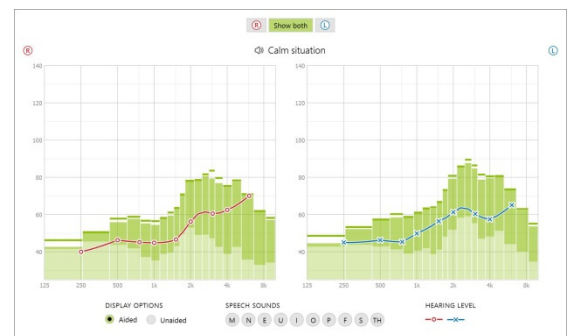 R Show both L
R Calm situation L
140 140
120 120
100 100
80 80
60 60
40 40
125 250 500 1k 2k 4k 8k 125 250 500 1k 2k 4k 8k
DISPLAY OPTIONS SPEECH SOUNDS HEARING LEVEL
Aided Unaided M N E U I O P F S TH